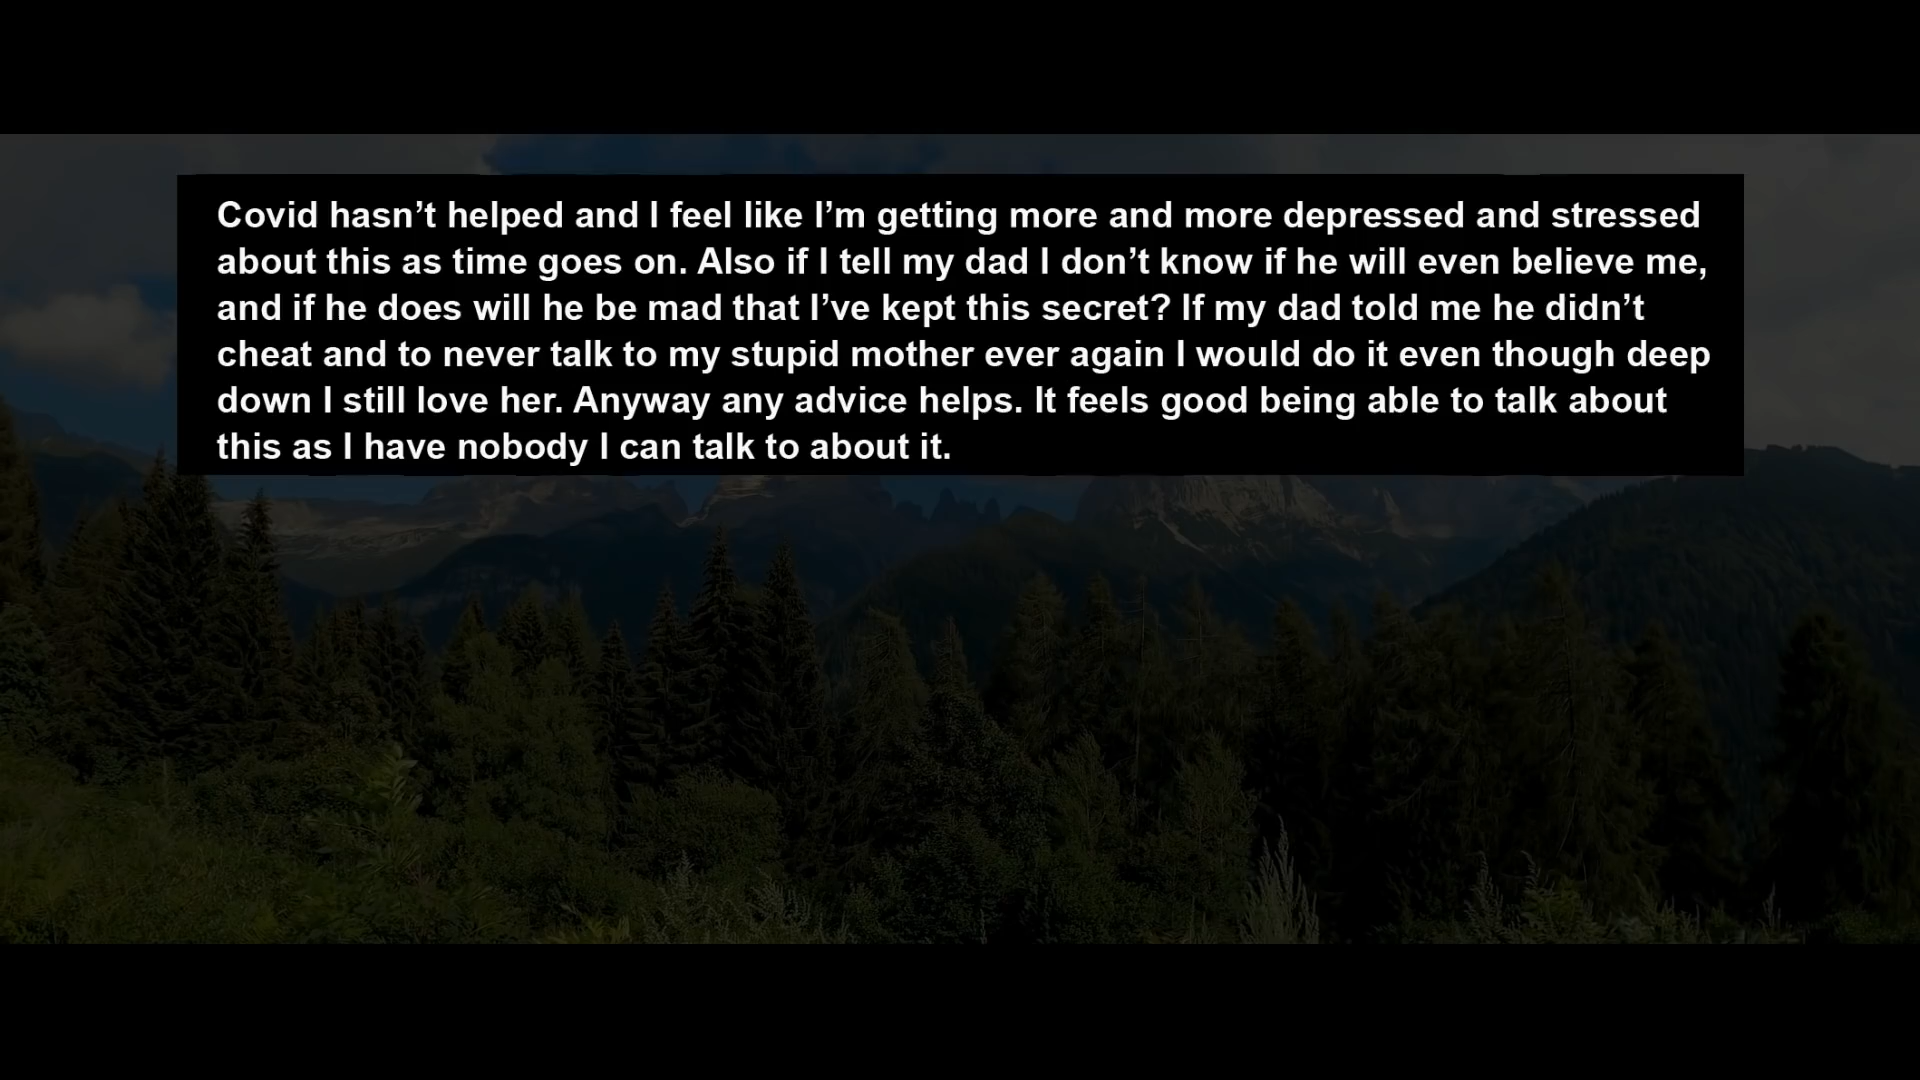 Covid hasn’t helped and I feel like I’m getting more and more depressed and stressed
about this as time goes on. Also if I tell my dad I don’t know if he will even believe me,
and if he does will he be mad that I’ve kept this secret? If my dad told me he didn’t
cheat and to never talk to my stupid mother ever again I would do it even though deep
down I still love her. Anyway any advice helps. It feels good being able to talk about
this as I have nobody I can talk to about it.